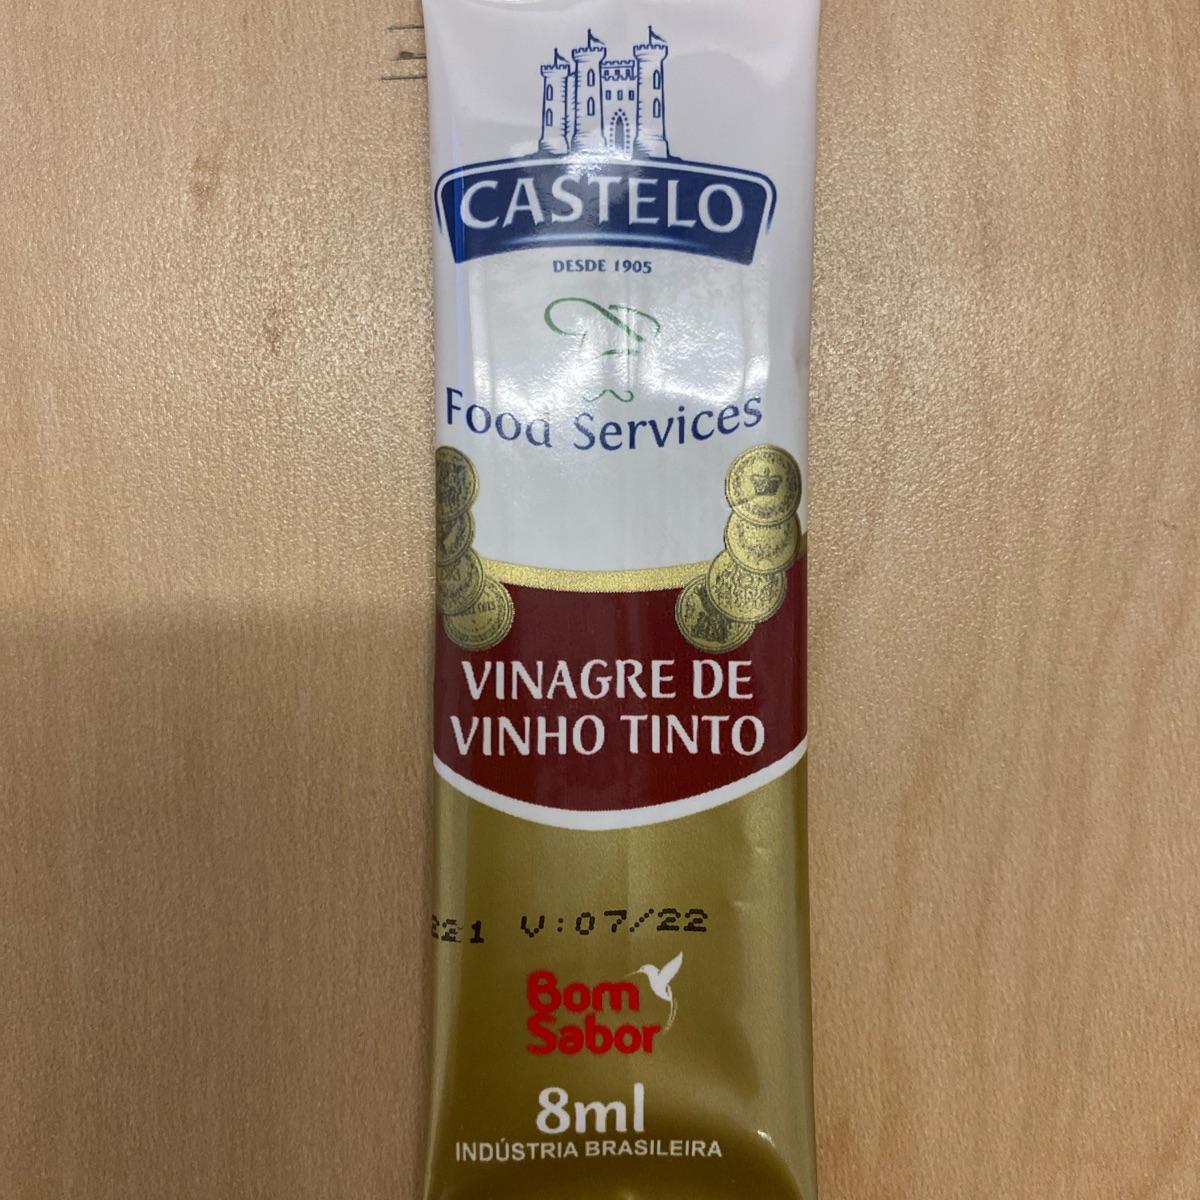 CASTELO
DESDE 1905
Food Services
VINAGRE DE
VINHO TINTO
221 V:07/22
Bom
Sabor
8ml
INDÚSTRIA BRASILEIRA